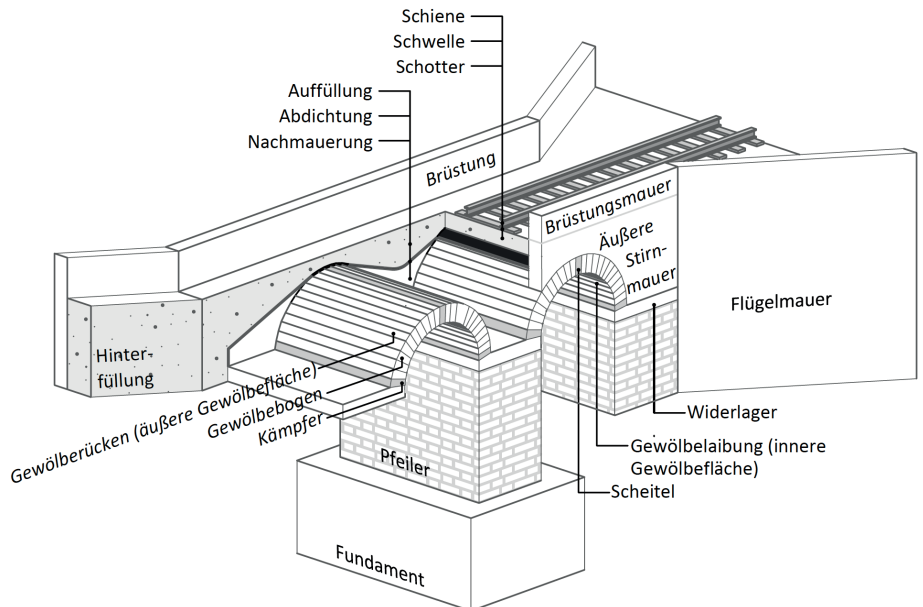 Schiene
Schwelle
Schotter
Auffüllung
Abdichtung
Nachmauerung
Brüstung
Brüstungsmauer
Äußere
Stirn-
mauer
Flügelmauer
Hinter-
füllung
Gewölberücken (äußere Gewölbefläche)
Gewölbebogen
Kämpfer
Pfeiler
Widerlager
Gewölbelaibung (innere
Gewölbefläche)
Scheitel
Fundament